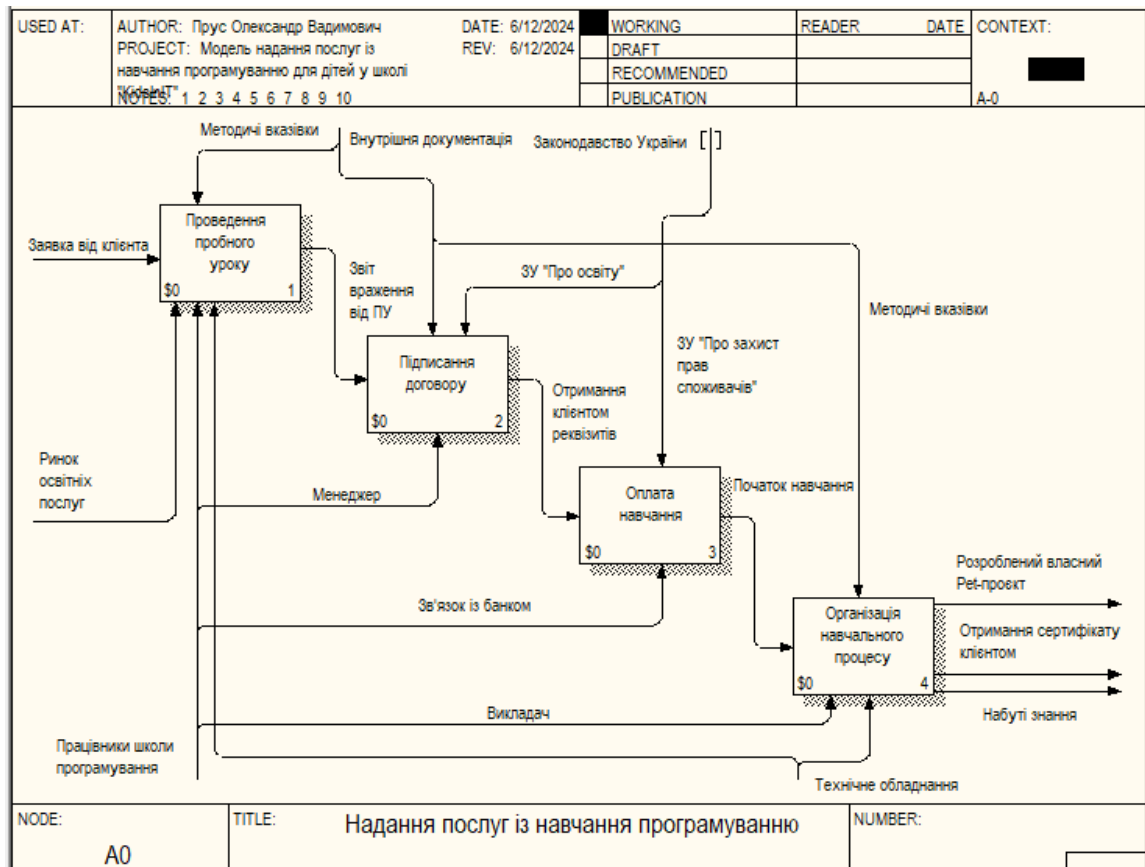 USED AT:
AUTHOR: Прус Олександр Вадимович
DATE: 6/12/2024
PROJECT: Модель надання послуг із
REV: 6/12/2024
навчання програмуванню для дітей у школі
"KidsInIT"
NOTES: 1 2 3 4 5 6 7 8 9 10
WORKING
DRAFT
RECOMMENDED
PUBLICATION
READER DATE
CONTEXT:
A-0
Методичі вказівки
Внутрішня документація
Законодавство України
Проведення
пробного
уроку
$0 1
Заявка від клієнта
Звіт
враження
від ПУ
ЗУ "Про освіту"
Методичі вказівки
Підписання
договору
$0 2
ЗУ "Про захист
прав
споживачів"
Отримання
клієнтом
реквізитів
Ринок
освітніх
послуг
Менеджер
Оплата
навчання
$0 3
Початок навчання
Зв'язок із банком
Організація
навчального
процесу
$0 4
Розроблений власний
Pet-проєкт
Отримання сертифікату
клієнтом
Набуті знання
Викладач
Працівники школи
програмування
Технічне обладнання
NODE:
A0
TITLE:
Надання послуг із навчання програмуванню
NUMBER: